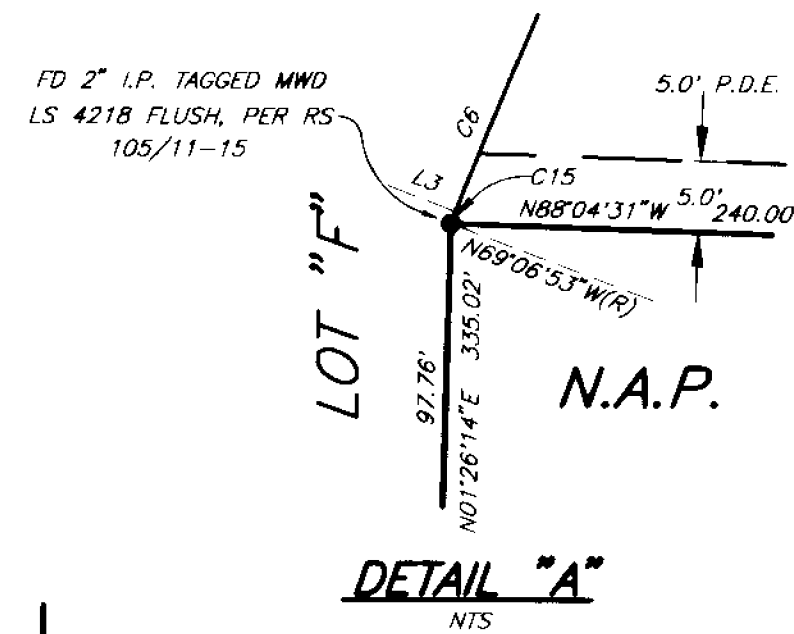 FD 2" I.P. TAGGED MWD
LS 4218 FLUSH, PER RS
105/11-15
5.0' P.D.E.
C6
L3
C15
N88°04'31"W
5.0'
240.00
N69°06'53"W(R)
LOT "F"
97.76'
N01°26'14"E 335.02'
N.A.P.
DETAIL "A"
NTS